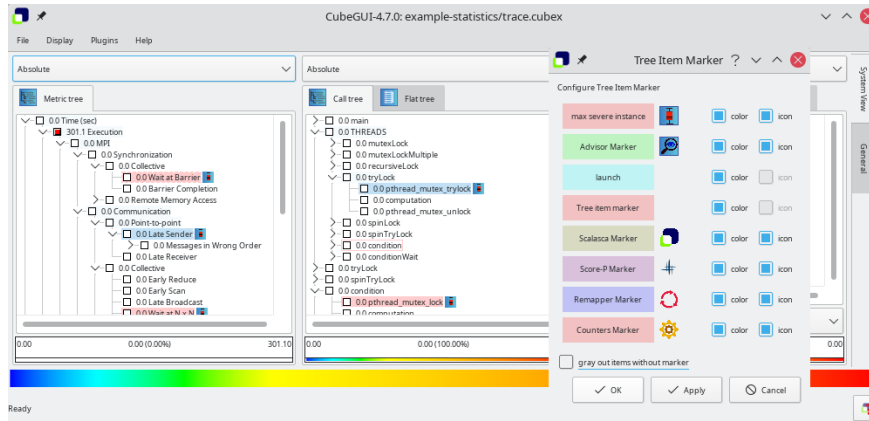 CubeGUI-4.7.0: example-statistics/trace.cubex
File Display Plugins Help
Absolute
Metric tree
0.0 Time (sec)
301.1 Execution
0.0 MPI
0.0 Synchronization
0.0 Collective
0.0 Wait at Barrier
0.0 Barrier Completion
0.0 Remote Memory Access
0.0 Communication
0.0 Point-to-point
0.0 Late Sender
0.0 Messages in Wrong Order
0.0 Late Receiver
0.0 Collective
0.0 Early Reduce
0.0 Early Scan
0.0 Late Broadcast
0.0 Wait at N x N
0.00 0.00 (0.00%) 301.10
Absolute
Call tree Flat tree
0.0 main
0.0 THREADS
0.0 mutexLock
0.0 mutexLockMultiple
0.0 recursiveLock
0.0 tryLock
0.0 pthread_mutex_trylock
0.0 computation
0.0 pthread_mutex_unlock
0.0 spinLock
0.0 spinTryLock
0.0 condition
0.0 conditionWait
0.0 tryLock
0.0 spinTryLock
0.0 condition
0.0 pthread_mutex_lock
0.0 computation
0.00 0.00 (100.00%)
Tree Item Marker
Configure Tree Item Marker
max severe instance color icon
Advisor Marker color icon
launch color icon
Tree item marker color icon
Scalasca Marker color icon
Score-P Marker color icon
Remapper Marker color icon
Counters Marker color icon
gray out items without marker
OK Apply Cancel
System View
General
0.00
Ready